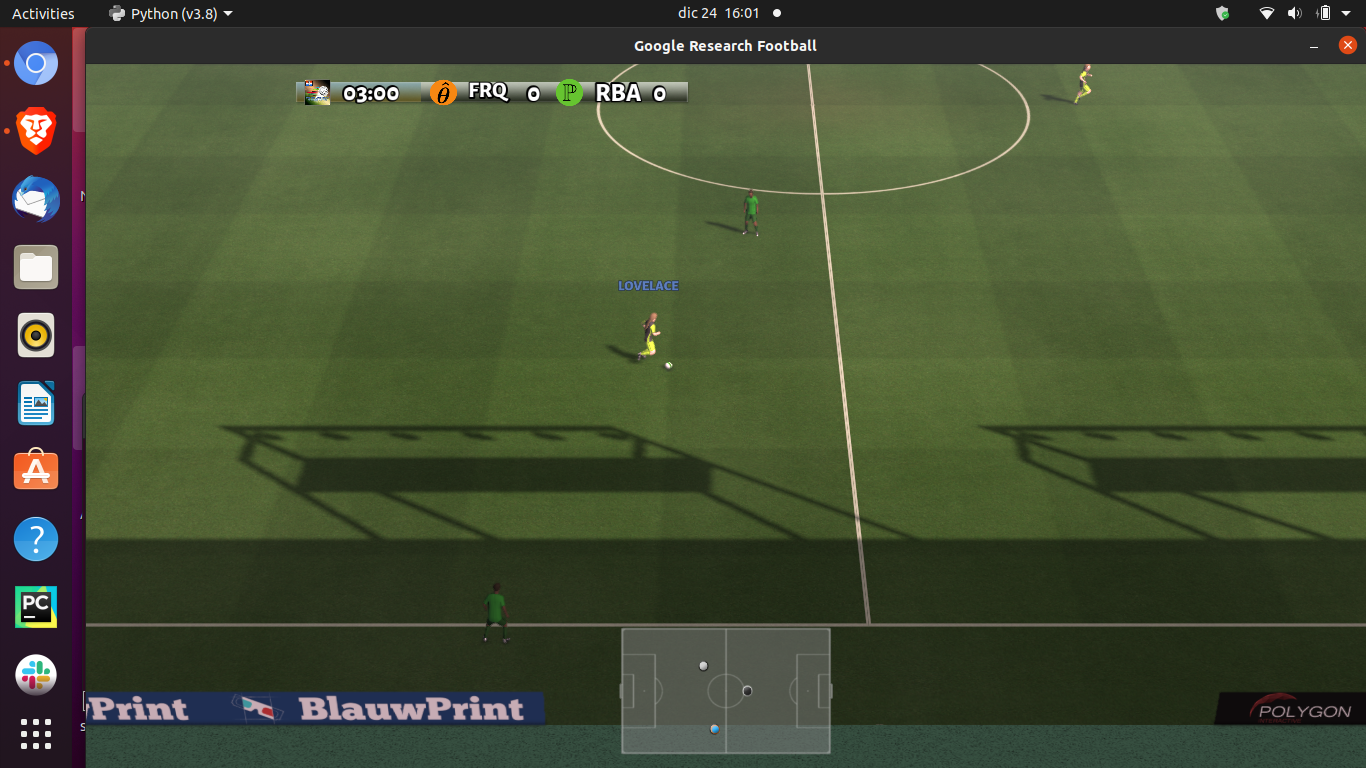 Activities
Python (v3.8)
dic 24 16:01
Google Research Football
03:00 θ̂ FRQ 0 ℙ RBA 0
LOVELACE
?
PC
Print BlauwPrint
POLYGON